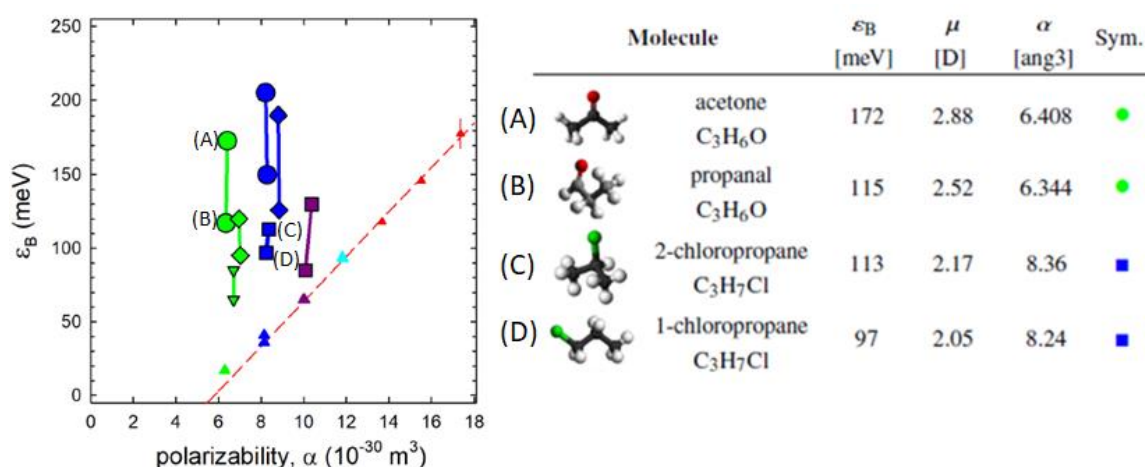 250
200
150
100
50
0
ε_B (meV)
(A)
(B)
(C)
(D)
0 2 4 6 8 10 12 14 16 18
polarizability, α (10⁻³⁰ m³)
Molecule ε_B μ α Sym.
[meV] [D] [ang3]
(A) acetone 172 2.88 6.408
C₃H₆O
(B) propanal 115 2.52 6.344
C₃H₆O
(C) 2-chloropropane 113 2.17 8.36
C₃H₇Cl
(D) 1-chloropropane 97 2.05 8.24
C₃H₇Cl